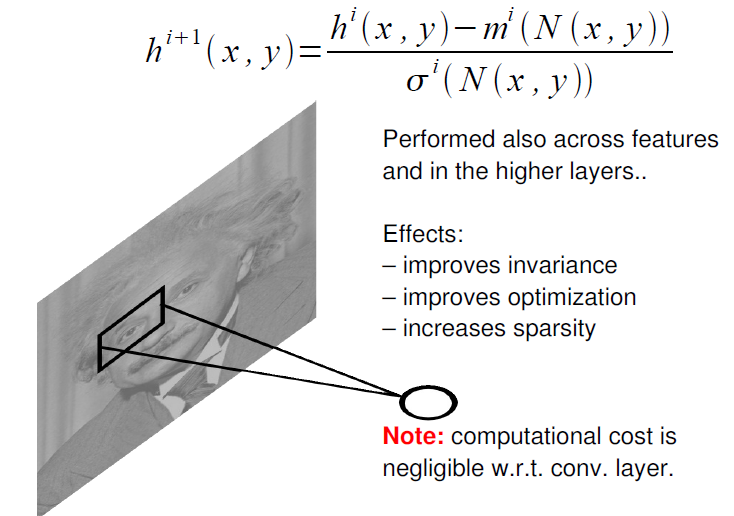 h^{i+1}(x, y) = \frac{h^i(x, y) - m^i(N(x, y))}{σ^i(N(x, y))}
Performed also across features
and in the higher layers..
Effects:
– improves invariance
– improves optimization
– increases sparsity
Note: computational cost is
negligible w.r.t. conv. layer.